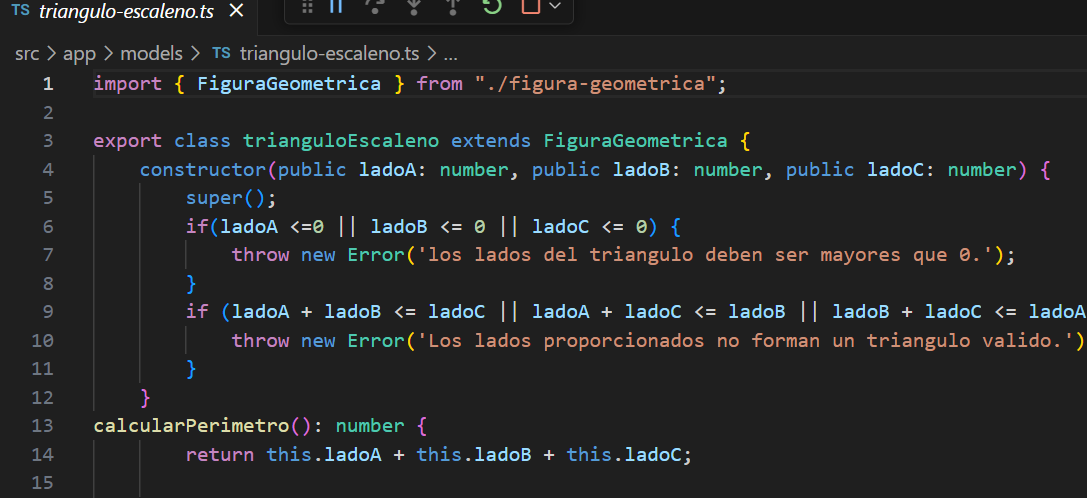 TS triangulo-escaleno.ts ×
src > app > models > TS triangulo-escaleno.ts > ...
1 import { FiguraGeometrica } from "./figura-geometrica";
2
3 export class trianguloEscaleno extends FiguraGeometrica {
4 constructor(public ladoA: number, public ladoB: number, public ladoC: number) {
5 super();
6 if(ladoA <=0 || ladoB <= 0 || ladoC <= 0) {
7 throw new Error('los lados del triangulo deben ser mayores que 0.');
8 }
9 if (ladoA + ladoB <= ladoC || ladoA + ladoC <= ladoB || ladoB + ladoC <= ladoA
10 throw new Error('Los lados proporcionados no forman un triangulo valido.')
11 }
12 }
13 calcularPerimetro(): number {
14 return this.ladoA + this.ladoB + this.ladoC;
15